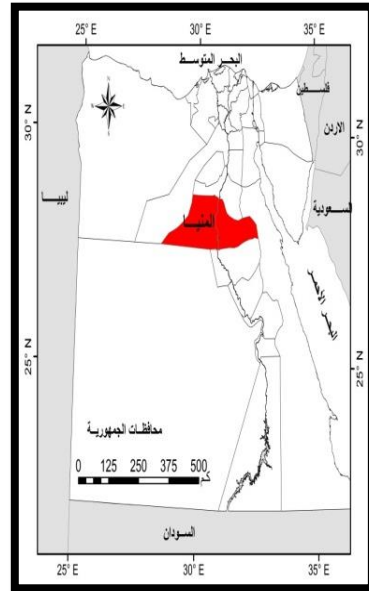 25° E 30° E 35° E
البحر المتوسط
فلسطين
30° N 30° N
الاردن
ليبيا
السعودية
المنيا
البحر الأحمر
25° N 25° N
محافظات الجمهورية
0 125 250 375 500
كم
السودان
25° E 30° E 35° E